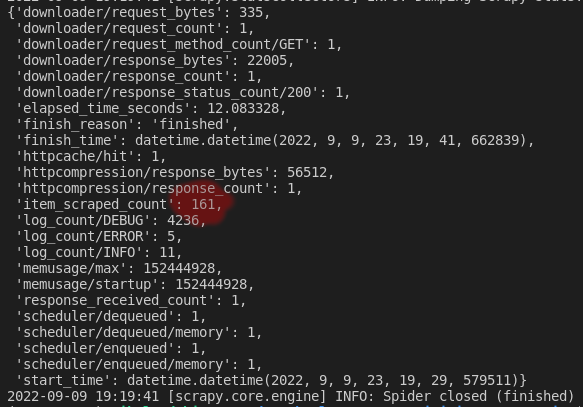 {'downloader/request_bytes': 335,
'downloader/request_count': 1,
'downloader/request_method_count/GET': 1,
'downloader/response_bytes': 22005,
'downloader/response_count': 1,
'downloader/response_status_count/200': 1,
'elapsed_time_seconds': 12.083328,
'finish_reason': 'finished',
'finish_time': datetime.datetime(2022, 9, 9, 23, 19, 41, 662839),
'httpcache/hit': 1,
'httpcompression/response_bytes': 56512,
'httpcompression/response_count': 1,
'item_scraped_count': 161,
'log_count/DEBUG': 4236,
'log_count/ERROR': 5,
'log_count/INFO': 11,
'memusage/max': 152444928,
'memusage/startup': 152444928,
'response_received_count': 1,
'scheduler/dequeued': 1,
'scheduler/dequeued/memory': 1,
'scheduler/enqueued': 1,
'scheduler/enqueued/memory': 1,
'start_time': datetime.datetime(2022, 9, 9, 23, 19, 29, 579511)}
2022-09-09 19:19:41 [scrapy.core.engine] INFO: Spider closed (finished)